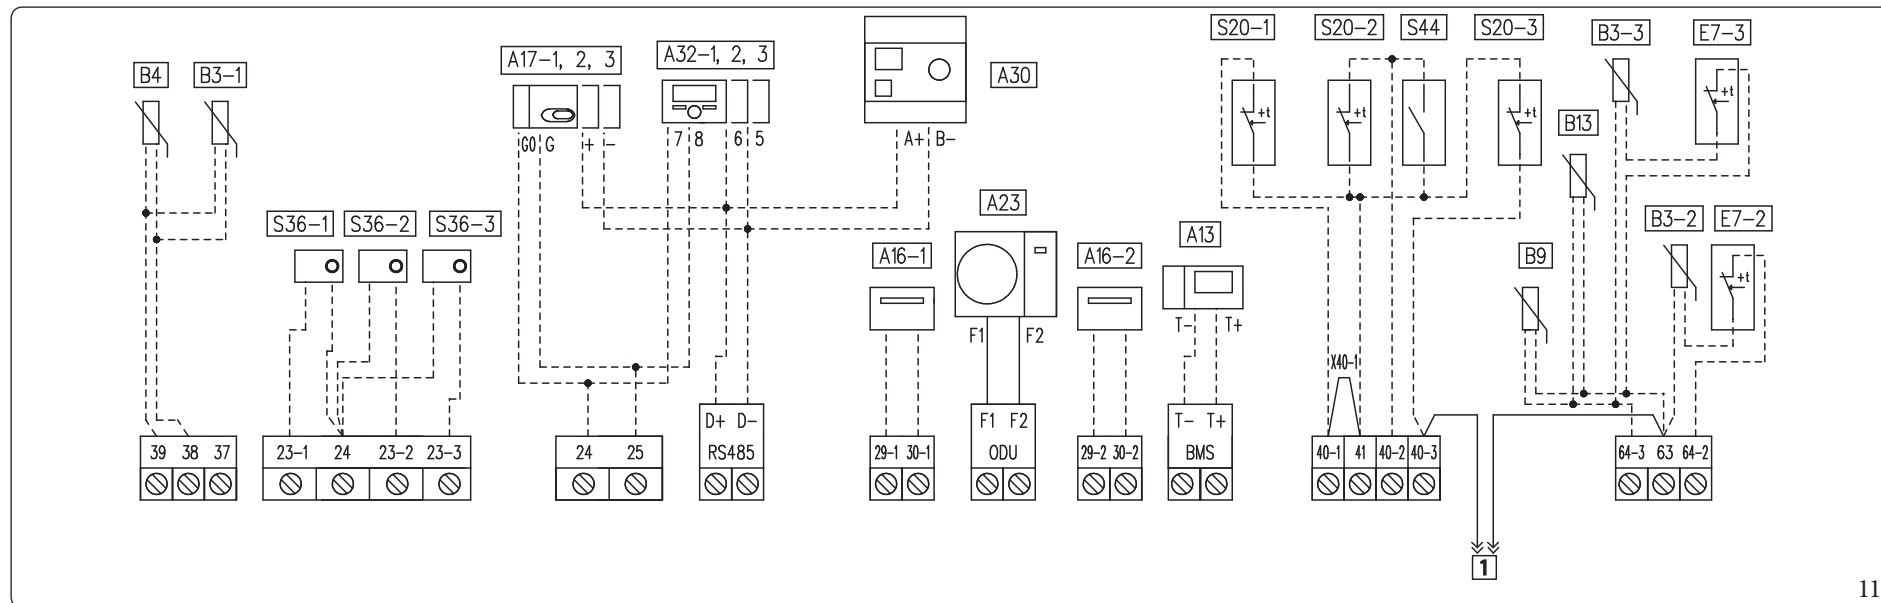 S20-1 S20-2 S44 S20-3 B3-3 E7-3
A17-1, 2, 3 A32-1, 2, 3
B4 B3-1 A30
+t +t +t +t
B13
G0 G + - 7 8 6 5 A+ B-
A23
S36-1 S36-2 S36-3 A13 B3-2 E7-2
A16-1 A16-2 B9
+t
T- T+
F1 F2
X40-1
D+ D- F1 F2 T- T+
39 38 37 23-1 24 23-2 23-3 24 25 RS485 29-1 30-1 ODU 29-2 30-2 BMS 40-1 41 40-2 40-3 64-3 63 64-2
1
11